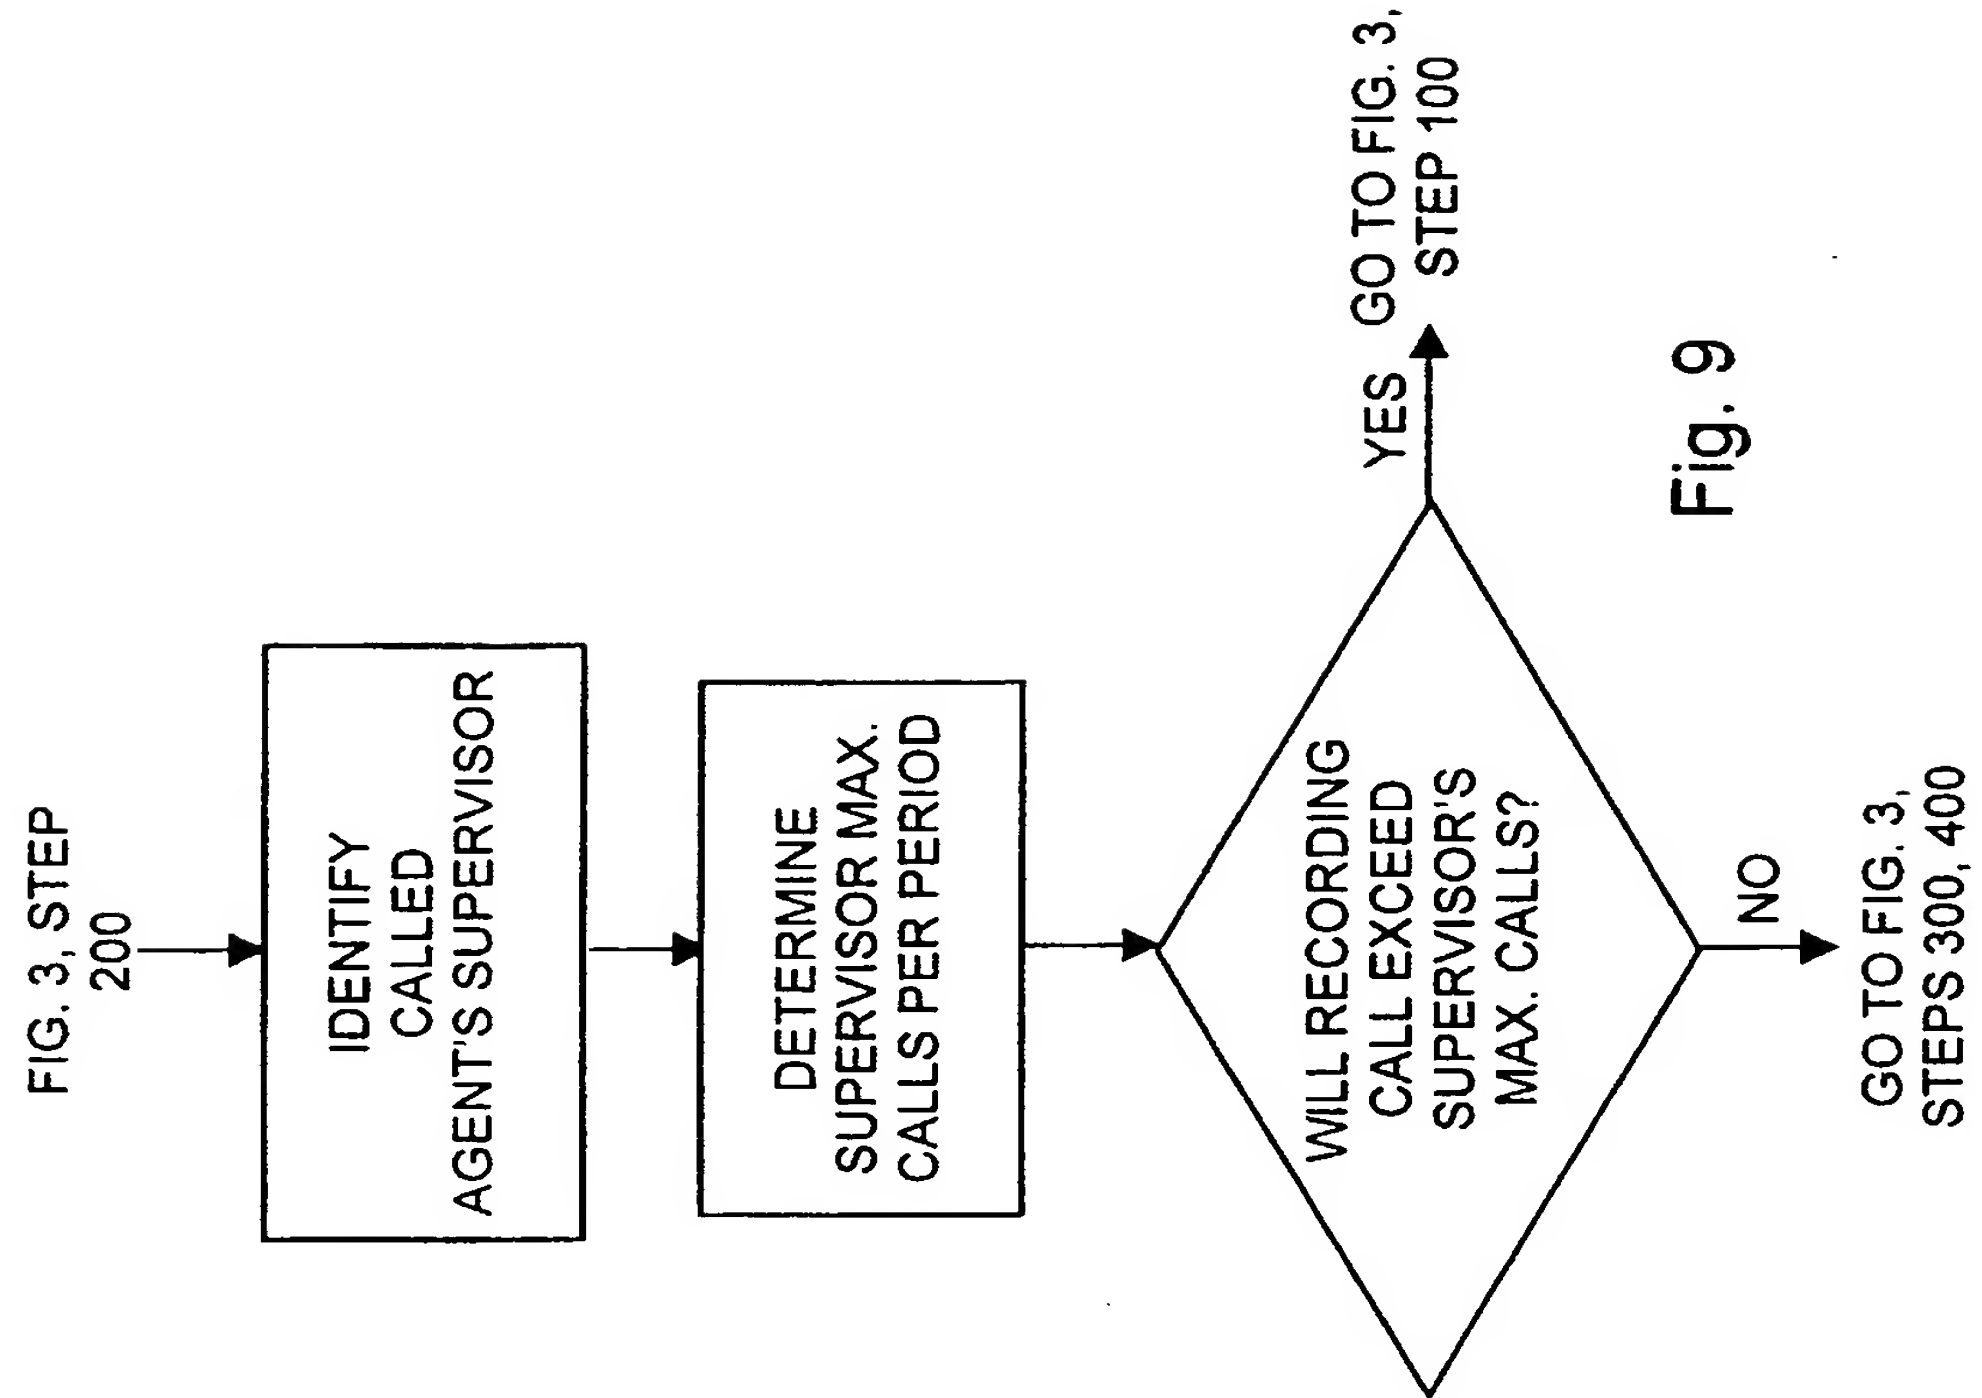 FIG. 3, STEP
200
IDENTIFY
CALLED
AGENT'S SUPERVISOR
DETERMINE
SUPERVISOR MAX.
CALLS PER PERIOD
WILL RECORDING
CALL EXCEED
SUPERVISOR'S
MAX. CALLS?
YES
GO TO FIG. 3,
STEP 100
NO
GO TO FIG. 3,
STEPS 300, 400
Fig. 9